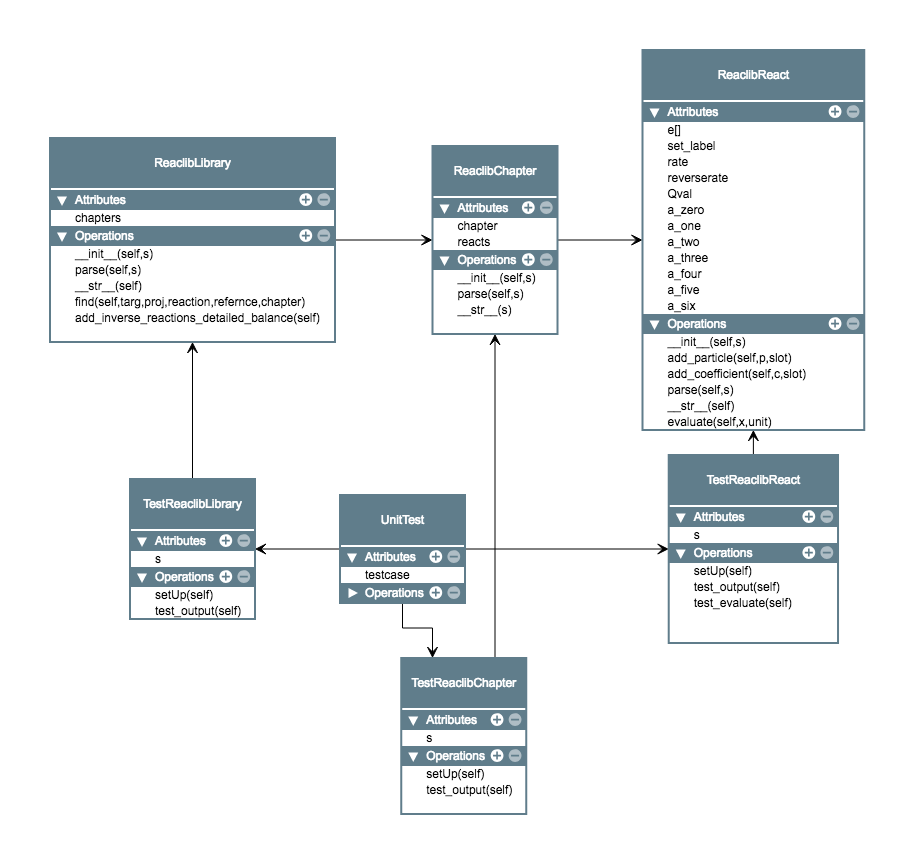 ReaclibReact
Attributes
e[]
set_label
rate
reverserate
Qval
a_zero
a_one
a_two
a_three
a_four
a_five
a_six
Operations
__init__(self,s)
add_particle(self,p,slot)
add_coefficient(self,c,slot)
parse(self,s)
__str__(self)
evaluate(self,x,unit)
ReaclibLibrary
Attributes
chapters
Operations
__init__(self,s)
parse(self,s)
__str__(self)
find(self,targ,proj,reaction,refernce,chapter)
add_inverse_reactions_detailed_balance(self)
ReaclibChapter
Attributes
chapter
reacts
Operations
__init__(self,s)
parse(self,s)
__str__(s)
TestReaclibLibrary
Attributes
s
Operations
setUp(self)
test_output(self)
UnitTest
Attributes
testcase
Operations
TestReaclibReact
Attributes
s
Operations
setUp(self)
test_output(self)
test_evaluate(self)
TestReaclibChapter
Attributes
s
Operations
setUp(self)
test_output(self)